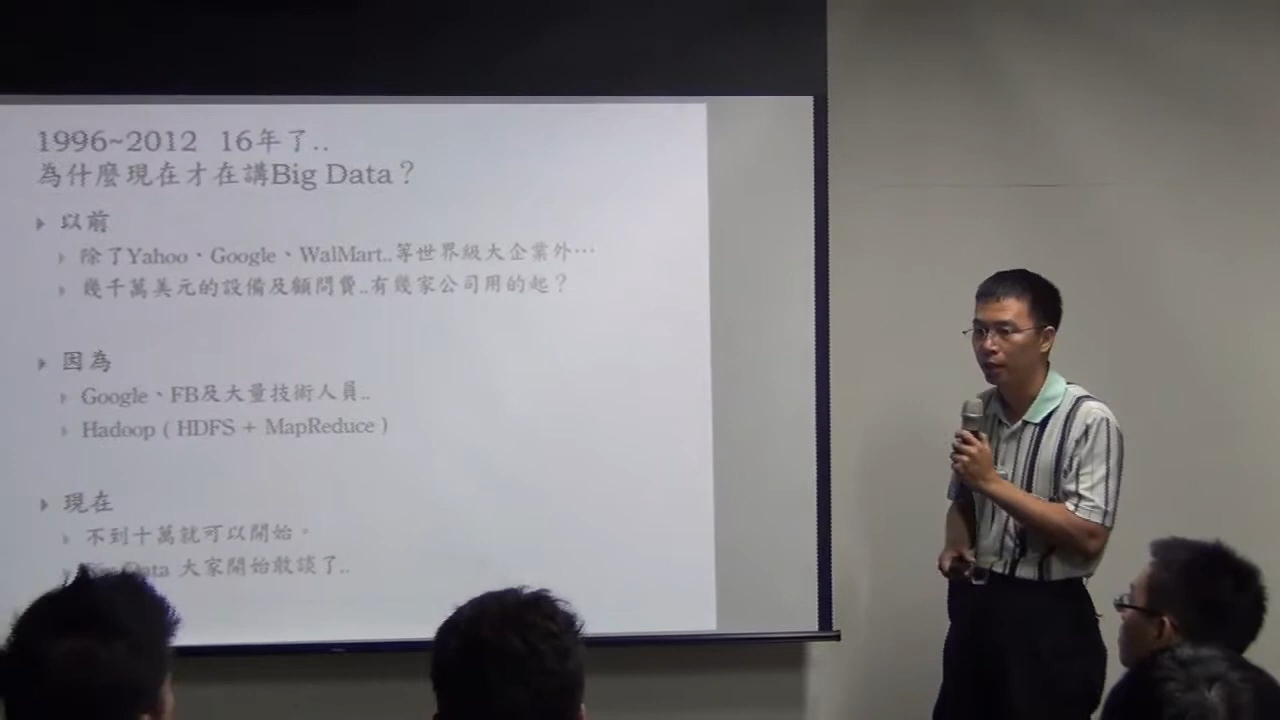 1996~2012 16年了..
為什麼現在才在講Big Data？
以前
除了Yahoo、Google、WalMart..等世界級大企業外…
幾千萬美元的設備及顧問費..有幾家公司用的起？
因為
Google、FB及大量技術人員..
Hadoop ( HDFS + MapReduce )
現在
不到十萬就可以開始。
Data 大家開始敢談了..